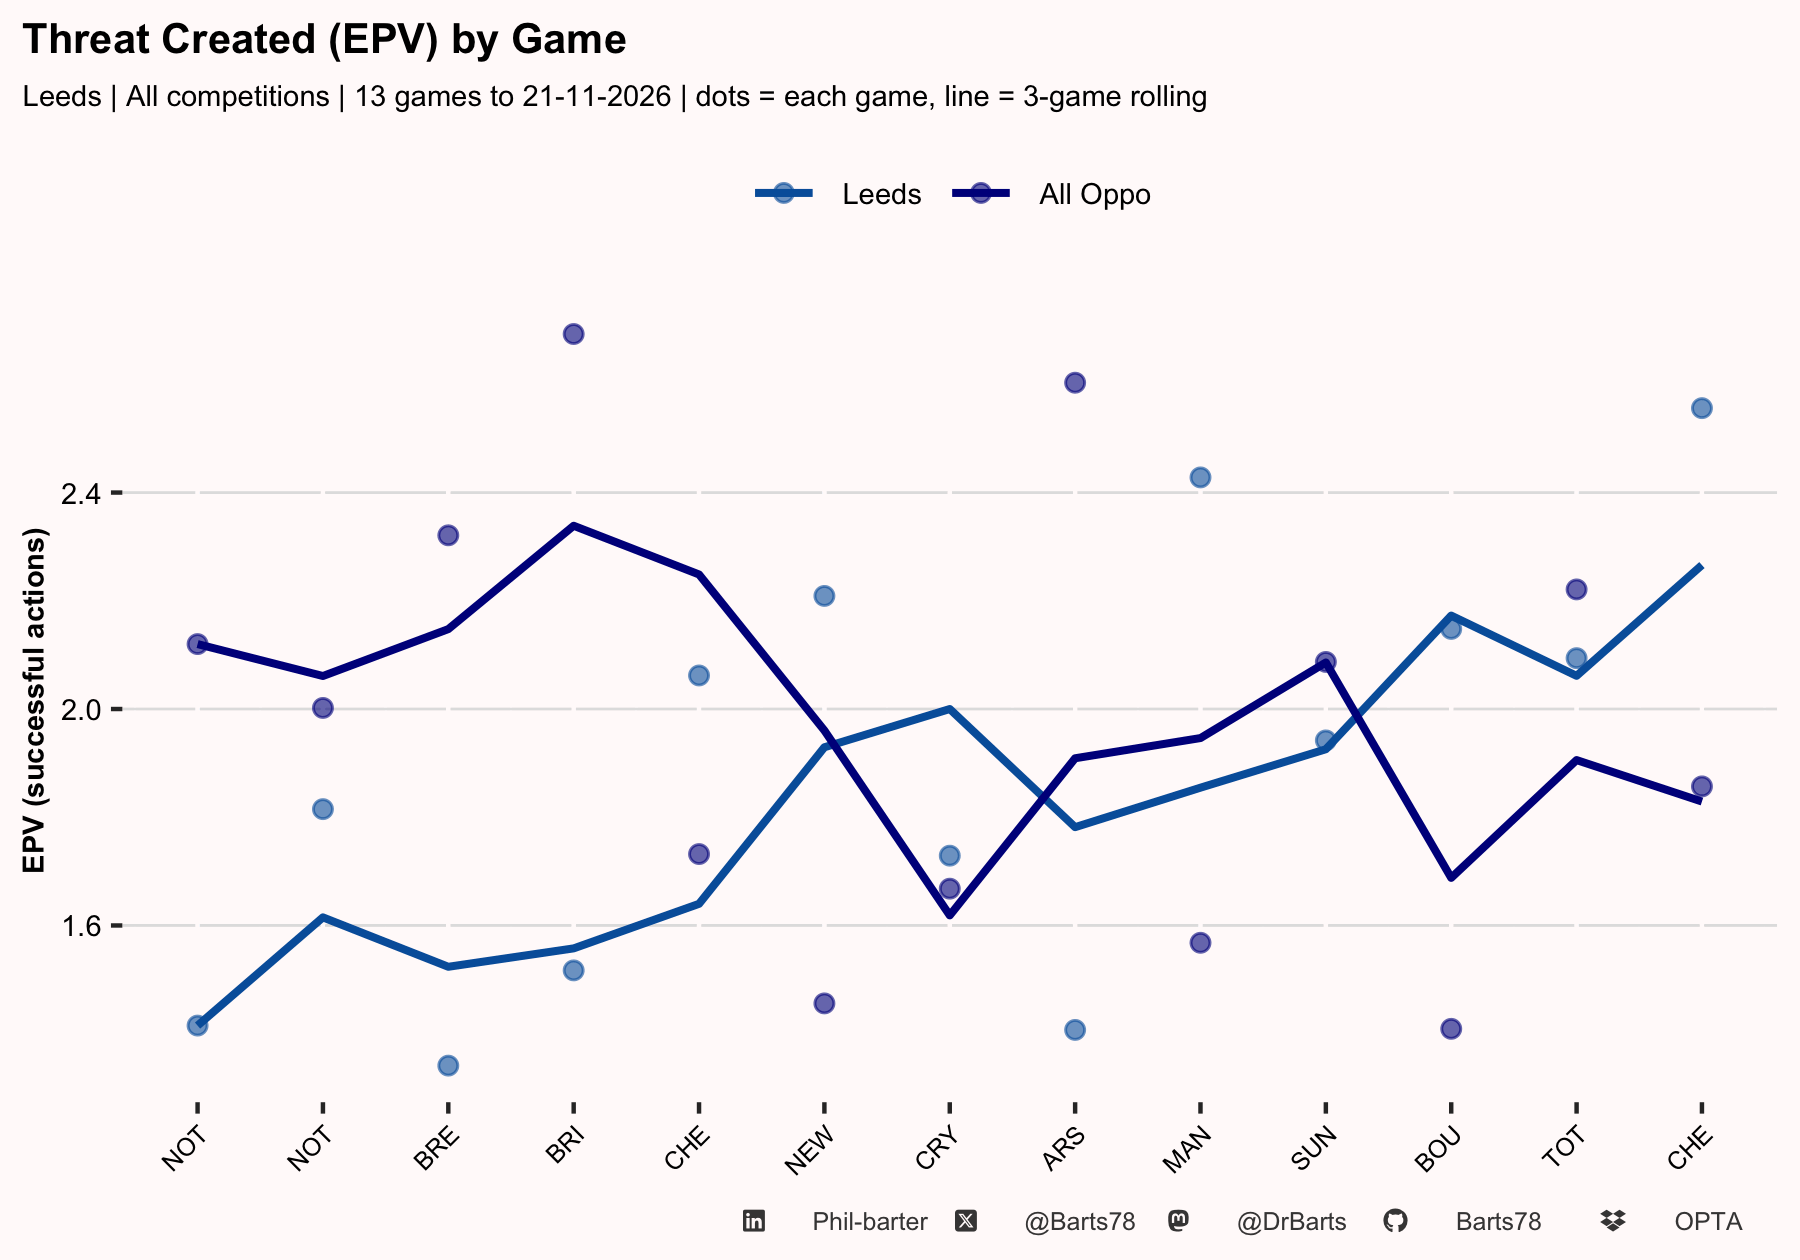 Threat Created (EPV) by Game
Leeds | All competitions | 13 games to 21-11-2026 | dots = each game, line = 3-game rolling
Leeds All Oppo
EPV (successful actions)
2.4
2.0
1.6
NOT NOT BRE BRI CHE NEW CRY ARS MAN SUN BOU TOT CHE
Phil-barter @Barts78 @DrBarts Barts78 OPTA